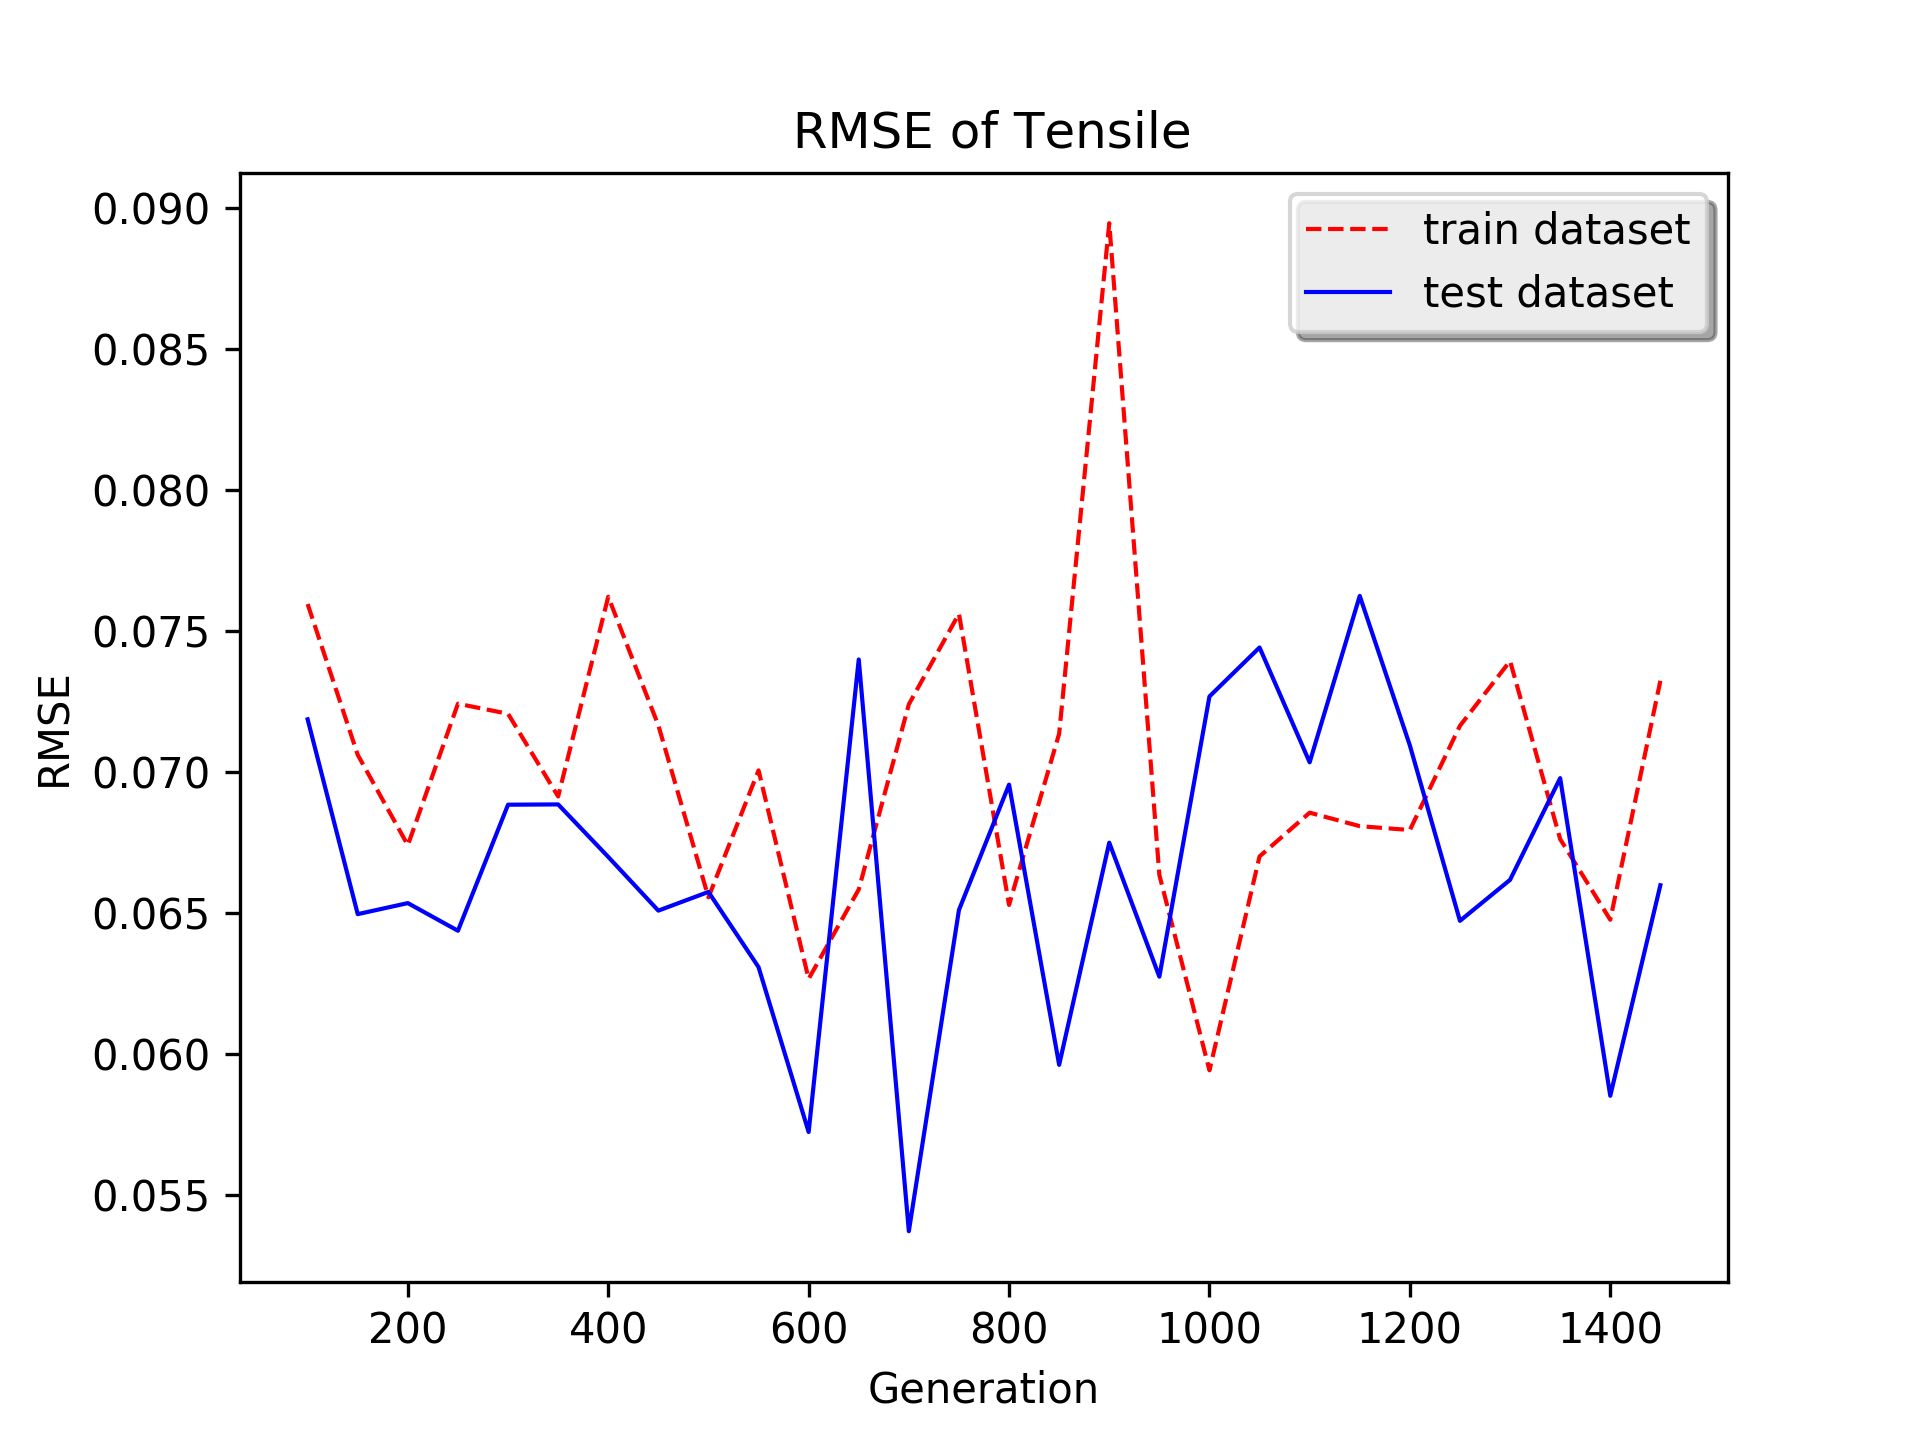 RMSE of Tensile
0.090
0.085
0.080
0.075
0.070
0.065
0.060
0.055
RMSE
train dataset
test dataset
200 400 600 800 1000 1200 1400
Generation